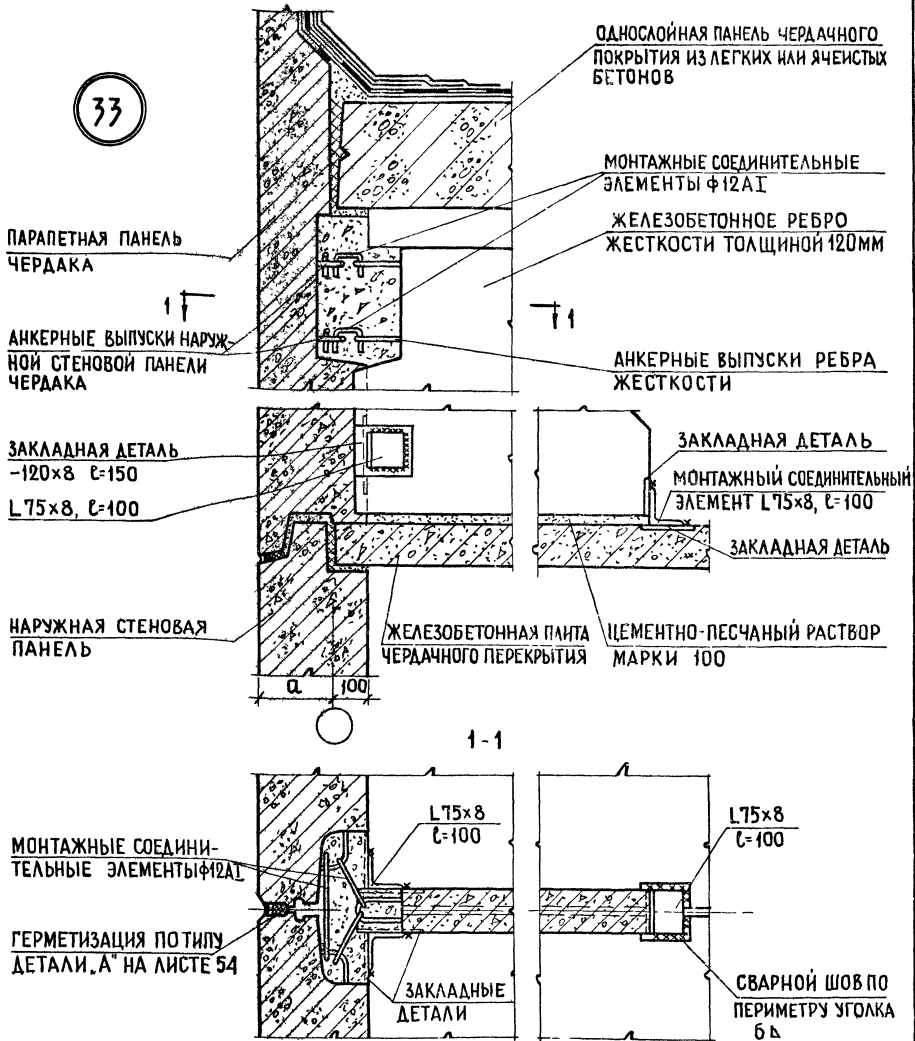 33
ОДНОСЛОЙНАЯ ПАНЕЛЬ ЧЕРДАЧНОГО
ПОКРЫТИЯ ИЗ ЛЕГКИХ ИЛИ ЯЧЕИСТЫХ
БЕТОНОВ
МОНТАЖНЫЕ СОЕДИНИТЕЛЬНЫЕ
ЭЛЕМЕНТЫ ϕ12АI
ЖЕЛЕЗОБЕТОННОЕ РЕБРО
ЖЕСТКОСТИ ТОЛЩИНОЙ 120ММ
ПАРАПЕТНАЯ ПАНЕЛЬ
ЧЕРДАКА
1
1
АНКЕРНЫЕ ВЫПУСКИ НАРУЖ-
НОЙ СТЕНОВОЙ ПАНЕЛИ
ЧЕРДАКА
АНКЕРНЫЕ ВЫПУСКИ РЕБРА
ЖЕСТКОСТИ
ЗАКЛАДНАЯ ДЕТАЛЬ
-120×8 ℓ=150
L75×8, ℓ=100
ЗАКЛАДНАЯ ДЕТАЛЬ
МОНТАЖНЫЙ СОЕДИНИТЕЛЬНЫЙ
ЭЛЕМЕНТ L75×8, ℓ=100
ЗАКЛАДНАЯ ДЕТАЛЬ
НАРУЖНАЯ СТЕНОВАЯ
ПАНЕЛЬ
ЖЕЛЕЗОБЕТОННАЯ ПЛИТА
ЧЕРДАЧНОГО ПЕРЕКРЫТИЯ
ЦЕМЕНТНО-ПЕСЧАНЫЙ РАСТВОР
МАРКИ 100
а 100
1-1
L75×8
ℓ=100
L75×8
ℓ=100
МОНТАЖНЫЕ СОЕДИНИ-
ТЕЛЬНЫЕ ЭЛЕМЕНТЫϕ12АI
ГЕРМЕТИЗАЦИЯ ПО ТИПУ
ДЕТАЛИ „А" НА ЛИСТЕ 54
ЗАКЛАДНЫЕ
ДЕТАЛИ
СВАРНОЙ ШОВ ПО
ПЕРИМЕТРУ УГОЛКА
6⊿